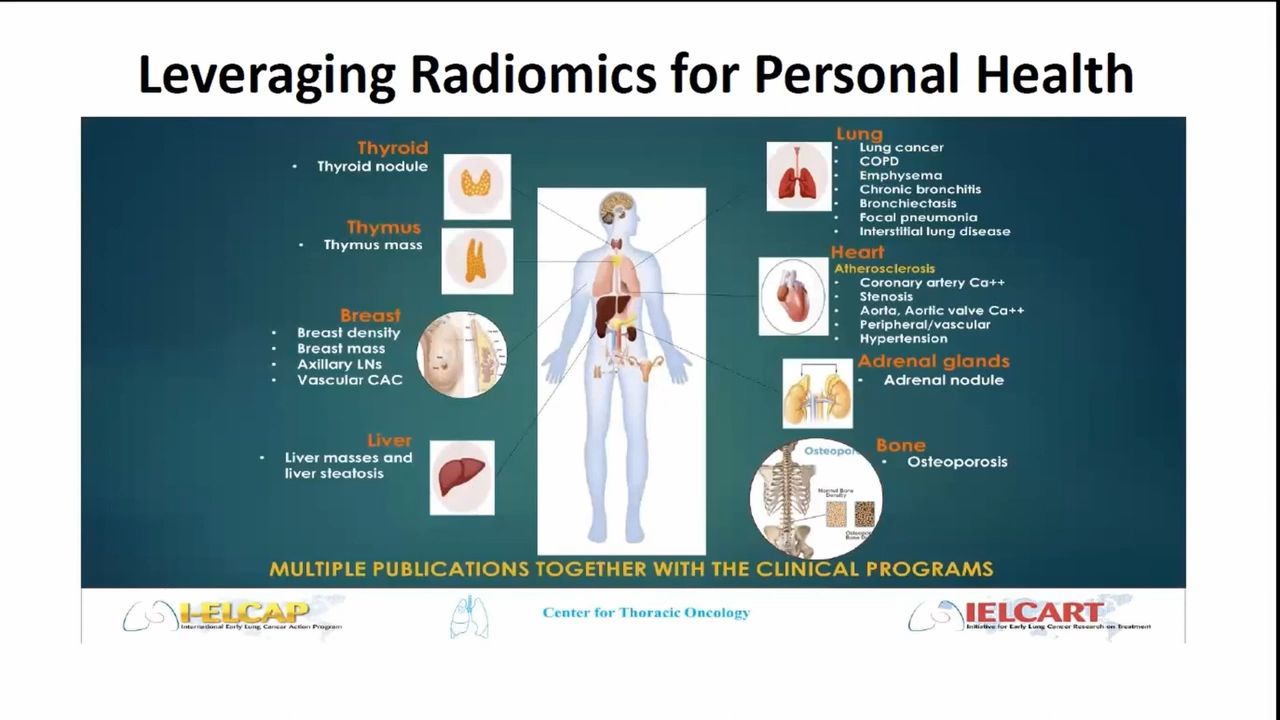 Leveraging Radiomics for Personal Health
Thyroid
• Thyroid nodule
Thymus
• Thymus mass
Breast
• Breast density
• Breast mass
• Axillary LNs
• Vascular CAC
Liver
• Liver masses and
liver steatosis
Lung
• Lung cancer
• COPD
• Emphysema
• Chronic bronchitis
• Bronchiectasis
• Focal pneumonia
• Interstitial lung disease
Heart
Atherosclerosis
• Coronary artery Ca++
• Stenosis
• Aorta, Aortic valve Ca++
• Peripheral/vascular
• Hypertension
Adrenal glands
• Adrenal nodule
Bone
• Osteoporosis
Osteopor
Normal Bone
Density
MULTIPLE PUBLICATIONS TOGETHER WITH THE CLINICAL PROGRAMS
I-ELCAP
International Early Lung Cancer Action Program
Center for Thoracic Oncology
IELCART
Initiative for Early Lung Cancer Research on Treatment